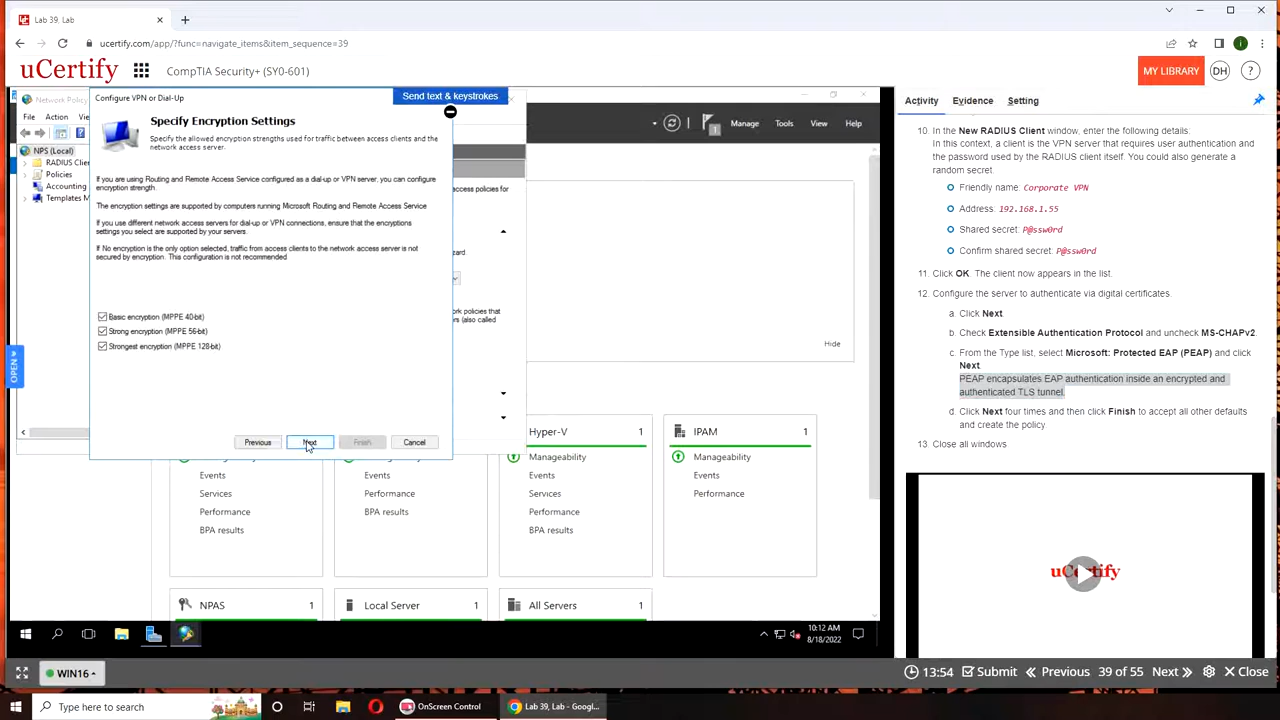 Lab 39, Lab
ucertify.com/app/?func=navigate_items&item_sequence=39
uCertify
CompTIA Security+ (SY0-601)
MY LIBRARY
DH
Network Policy
File
Action
NPS (Local)
RADIUS Clien
Policies
Accounting
Templates M
Configure VPN or Dial-Up
Send text & keystrokes
Specify Encryption Settings
Specify the allowed encryption strengths used for traffic between access clients and the
network access server.
If you are using Routing and Remote Access Service configured as a dial-up or VPN server, you can configure
encryption strength.
The encryption settings are supported by computers running Microsoft Routing and Remote Access Service
If you use different network access servers for dial-up or VPN connections, ensure that the encryptions
settings you select are supported by your servers.
If No encryption is the only option selected, traffic from access clients to the network access server is not
secured by encryption. This configuration is not recommended
Basic encryption (MPPE 40-bit)
Strong encryption (MPPE 56-bit)
Strongest encryption (MPPE 128-bit)
Previous
Next
Finish
Cancel
access policies for
zard.
ork policies that
rs (also called
Manage
Tools
View
Help
Hide
Events
Services
Performance
BPA results
Events
Performance
BPA results
Hyper-V 1
Manageability
Events
Services
Performance
BPA results
IPAM 1
Manageability
Events
Performance
NPAS 1
Local Server 1
All Servers 1
10:12 AM
8/18/2022
OPEN
Activity
Evidence
Setting
10. In the New RADIUS Client window, enter the following details:
In this context, a client is the VPN server that requires user authentication and
the password used by the RADIUS client itself. You could also generate a
random secret.
Friendly name: Corporate VPN
Address: 192.168.1.55
Shared secret: P@ssw0rd
Confirm shared secret: P@ssw0rd
11. Click OK. The client now appears in the list.
12. Configure the server to authenticate via digital certificates.
a. Click Next.
b. Check Extensible Authentication Protocol and uncheck MS-CHAPv2.
c. From the Type list, select Microsoft: Protected EAP (PEAP) and click
Next.
PEAP encapsulates EAP authentication inside an encrypted and
authenticated TLS tunnel.
d. Click Next four times and then click Finish to accept all other defaults
and create the policy.
13. Close all windows
uCertify
WIN16
13:54
Submit
Previous
39 of 55
Next
Close
Type here to search
OnScreen Control
Lab 39, Lab - Googl...